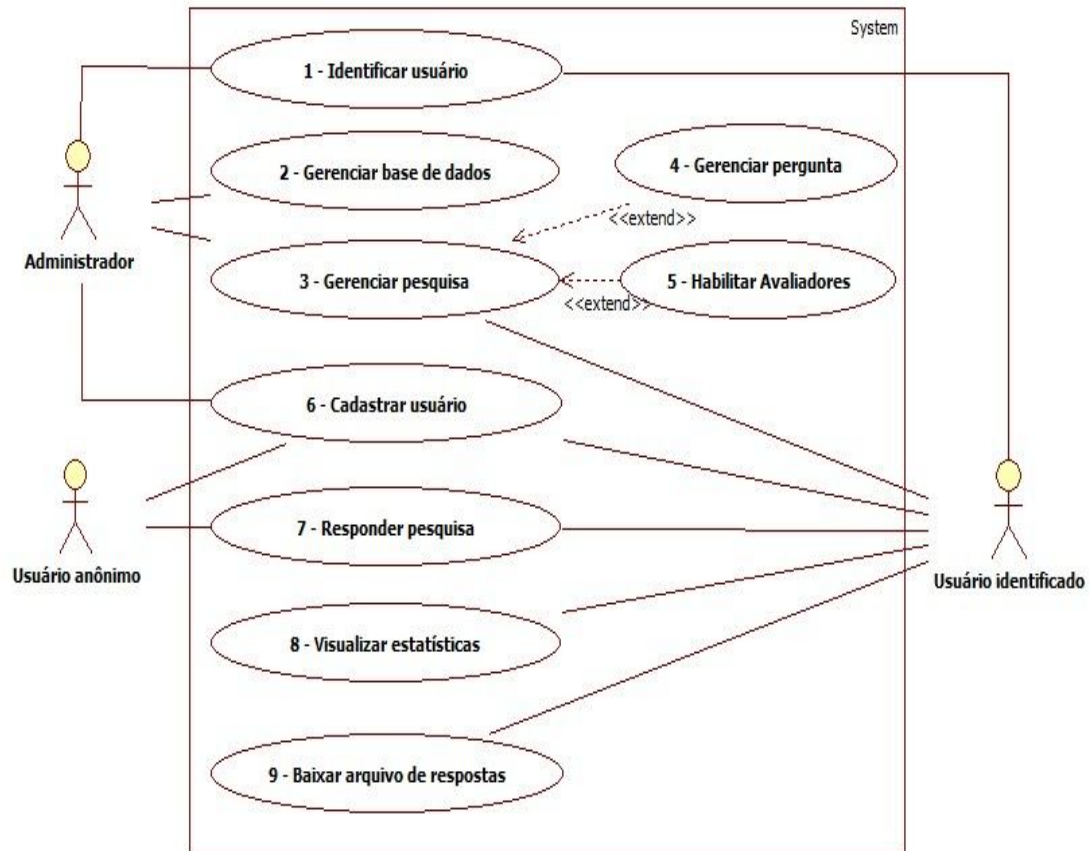 System
1 - Identificar usuário
2 - Gerenciar base de dados
4 - Gerenciar pergunta
<<extend>>
Administrador
3 - Gerenciar pesquisa
5 - Habilitar Avaliadores
<<extend>>
6 - Cadastrar usuário
7 - Responder pesquisa
Usuário anônimo
Usuário identificado
8 - Visualizar estatísticas
9 - Baixar arquivo de respostas